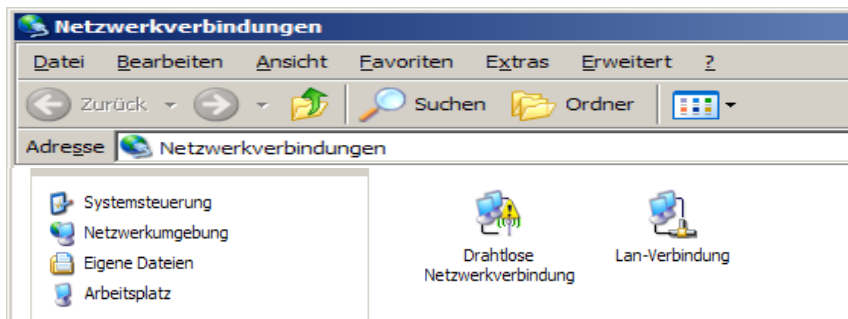 Netzwerkverbindungen
Datei Bearbeiten Ansicht Favoriten Extras Erweitert ?
Zurück Suchen Ordner
Adresse Netzwerkverbindungen
Systemsteuerung
Netzwerkumgebung
Eigene Dateien
Arbeitsplatz
Drahtlose
Netzwerkverbindung
Lan-Verbindung